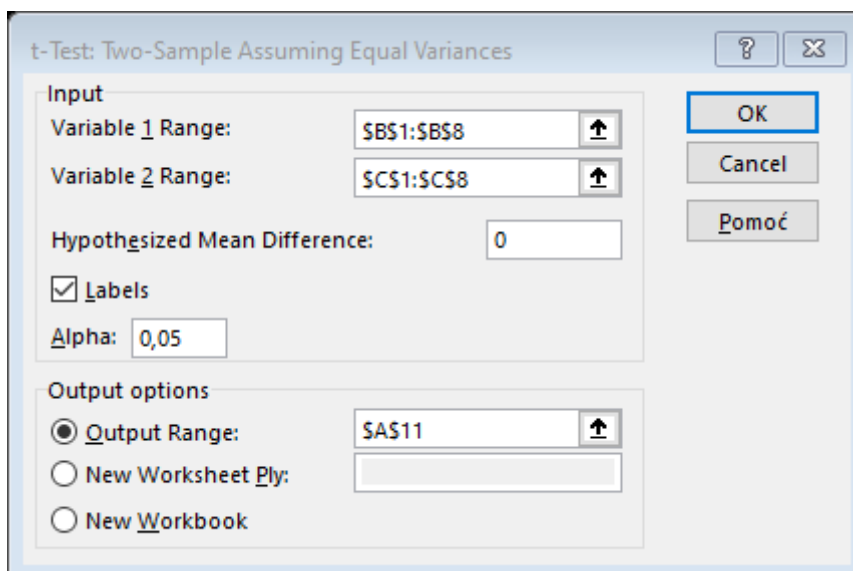 t-Test: Two-Sample Assuming Equal Variances
Input
Variable 1 Range: $B$1:$B$8
Variable 2 Range: $C$1:$C$8
Hypothesized Mean Difference: 0
Labels
Alpha: 0,05
Output options
Output Range: $A$11
New Worksheet Ply:
New Workbook
OK
Cancel
Pomoć